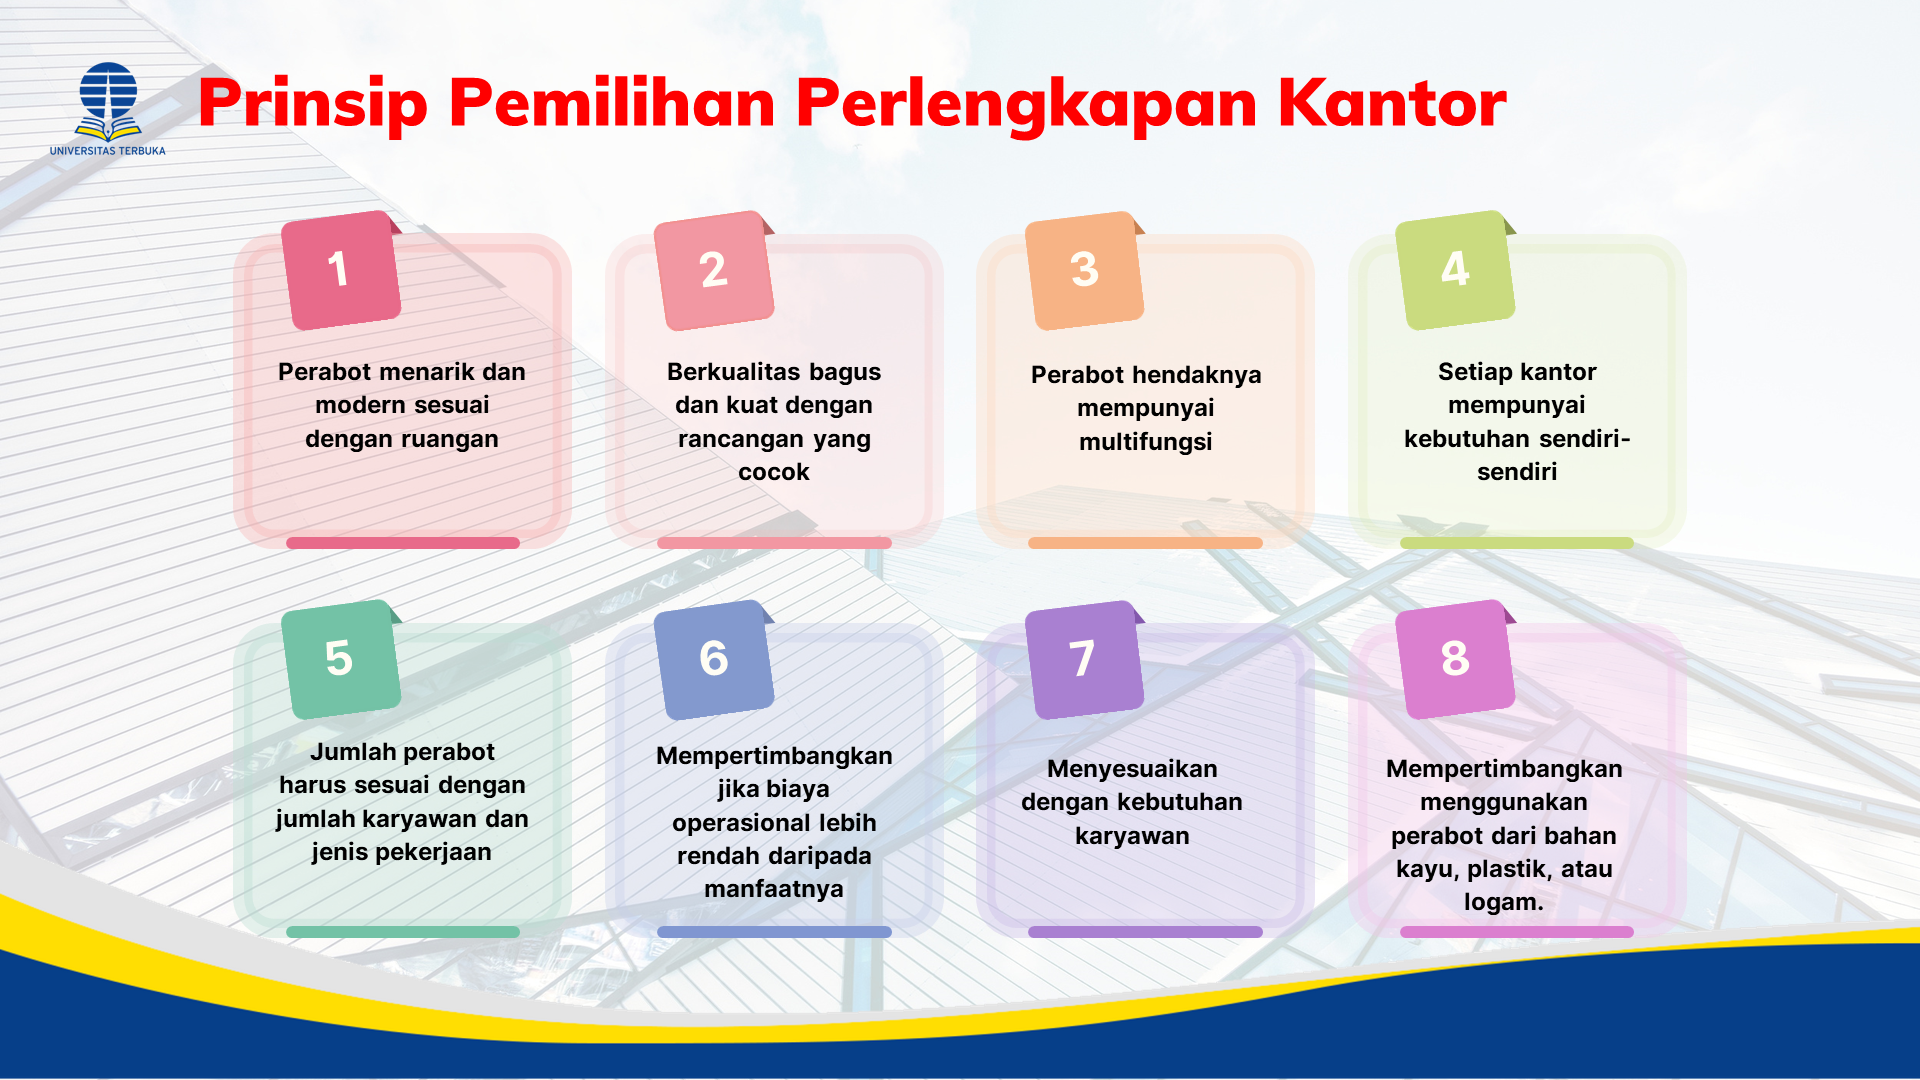 UNIVERSITAS TERBUKA
Prinsip Pemilihan Perlengkapan Kantor
1
Perabot menarik dan
modern sesuai
dengan ruangan
2
Berkualitas bagus
dan kuat dengan
rancangan yang
cocok
3
Perabot hendaknya
mempunyai
multifungsi
4
Setiap kantor
mempunyai
kebutuhan sendiri-
sendiri
5
Jumlah perabot
harus sesuai dengan
jumlah karyawan dan
jenis pekerjaan
6
Mempertimbangkan
jika biaya
operasional lebih
rendah daripada
manfaatnya
7
Menyesuaikan
dengan kebutuhan
karyawan
8
Mempertimbangkan
menggunakan
perabot dari bahan
kayu, plastik, atau
logam.